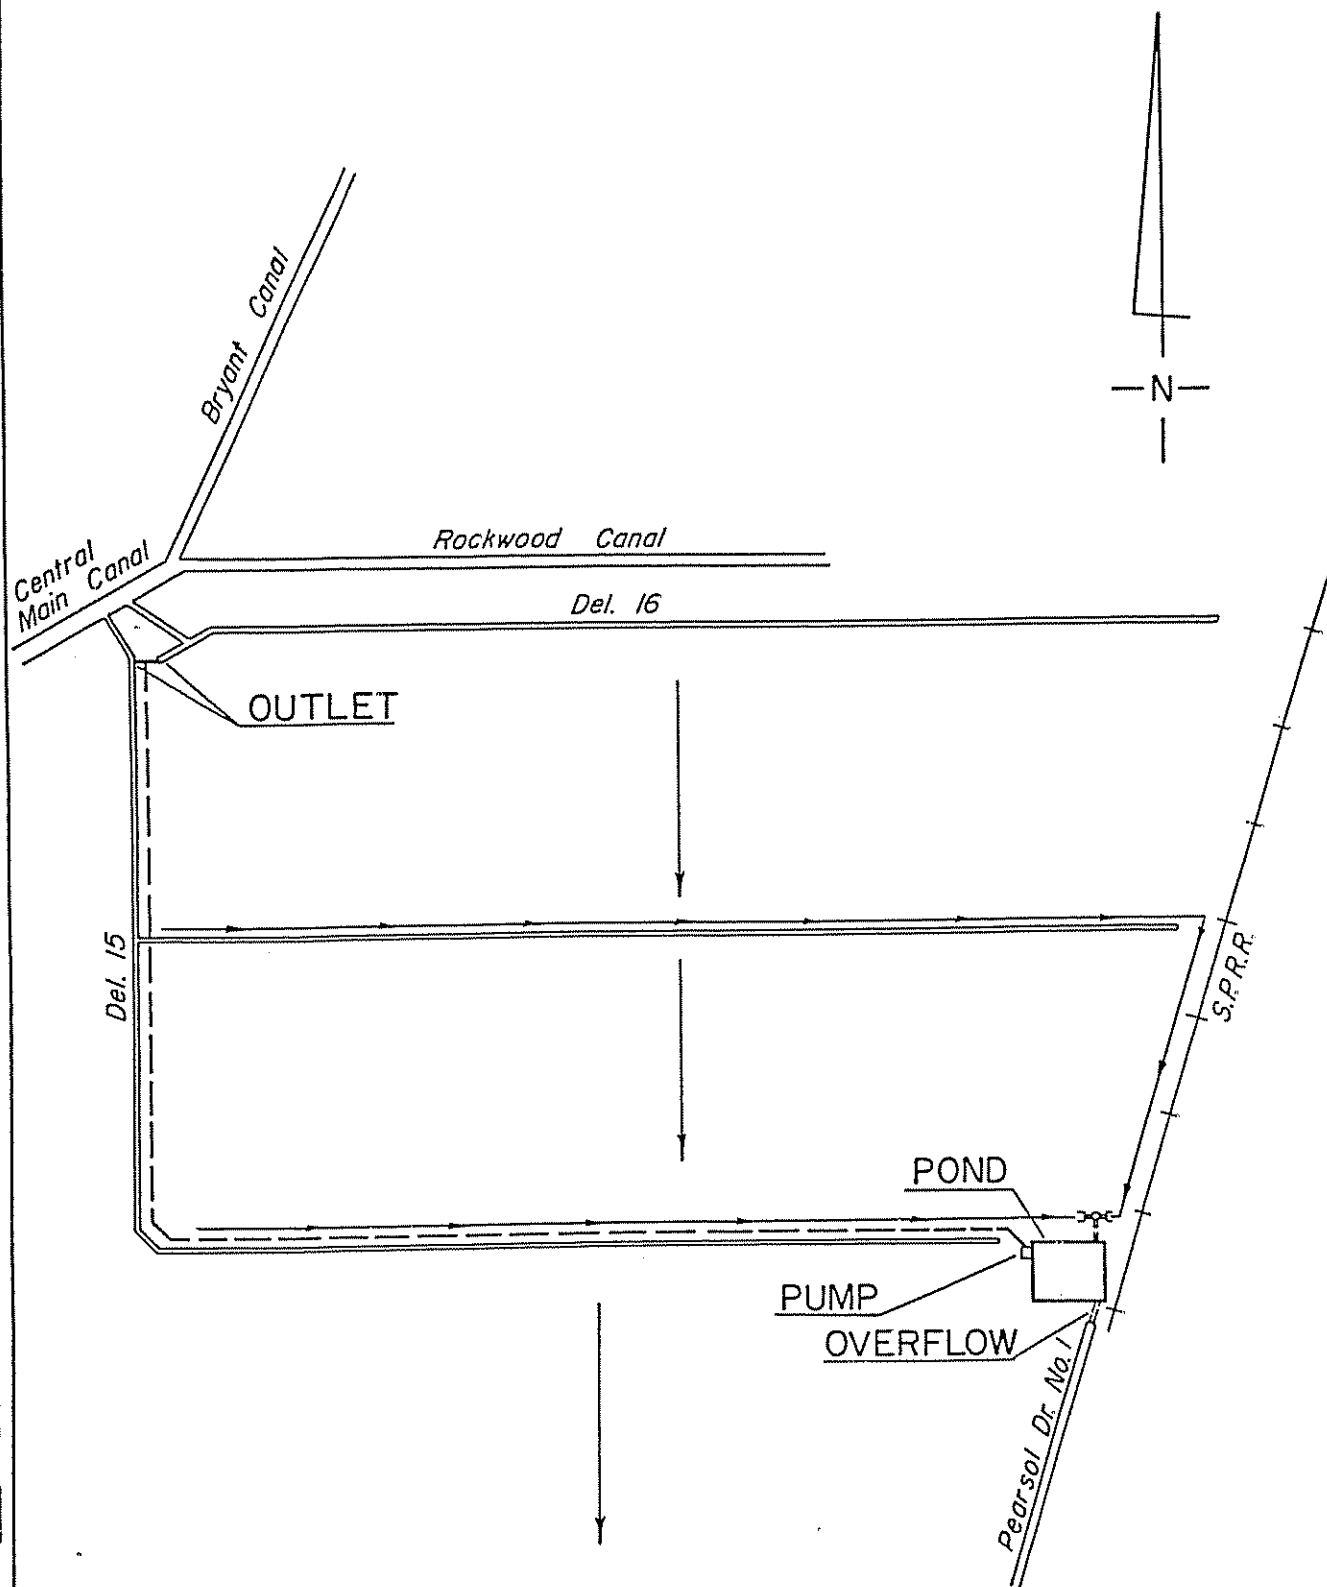 N
Bryant Canal
Central
Main Canal
Rockwood Canal
Del. 16
OUTLET
Del. 15
S.P.R.R.
POND
PUMP
OVERFLOW
Pearsol Dr. No. 1